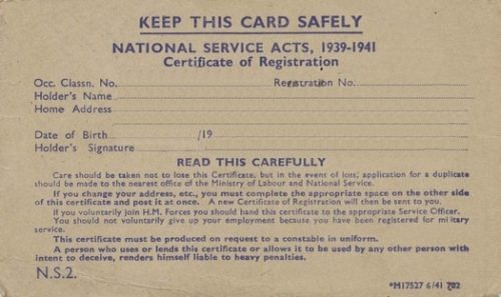 KEEP THIS CARD SAFELY
NATIONAL SERVICE ACTS, 1939-1941
Certificate of Registration
Occ. Classn. No. Registration No.
Holder's Name
Home Address
Date of Birth /19
Holder's Signature
READ THIS CAREFULLY
Care should be taken not to lose this Certificate, but in the event of loss, application for a duplicate
should be made to the nearest office of the Ministry of Labour and National Service.
If you change your address, etc., you must complete the appropriate space on the other side
of this certificate and post it at once. A new Certificate of Registration will then be sent to you.
If you voluntarily join H.M. Forces you should hand this certificate to the appropriate Service Officer.
You should not voluntarily give up your employment because you have been registered for military
service.
This certificate must be produced on request to a constable in uniform.
A person who uses or lends this certificate or allows it to be used by any other person with
intent to deceive, renders himself liable to heavy penalties.
N.S.2.
*M17527 6/41 702